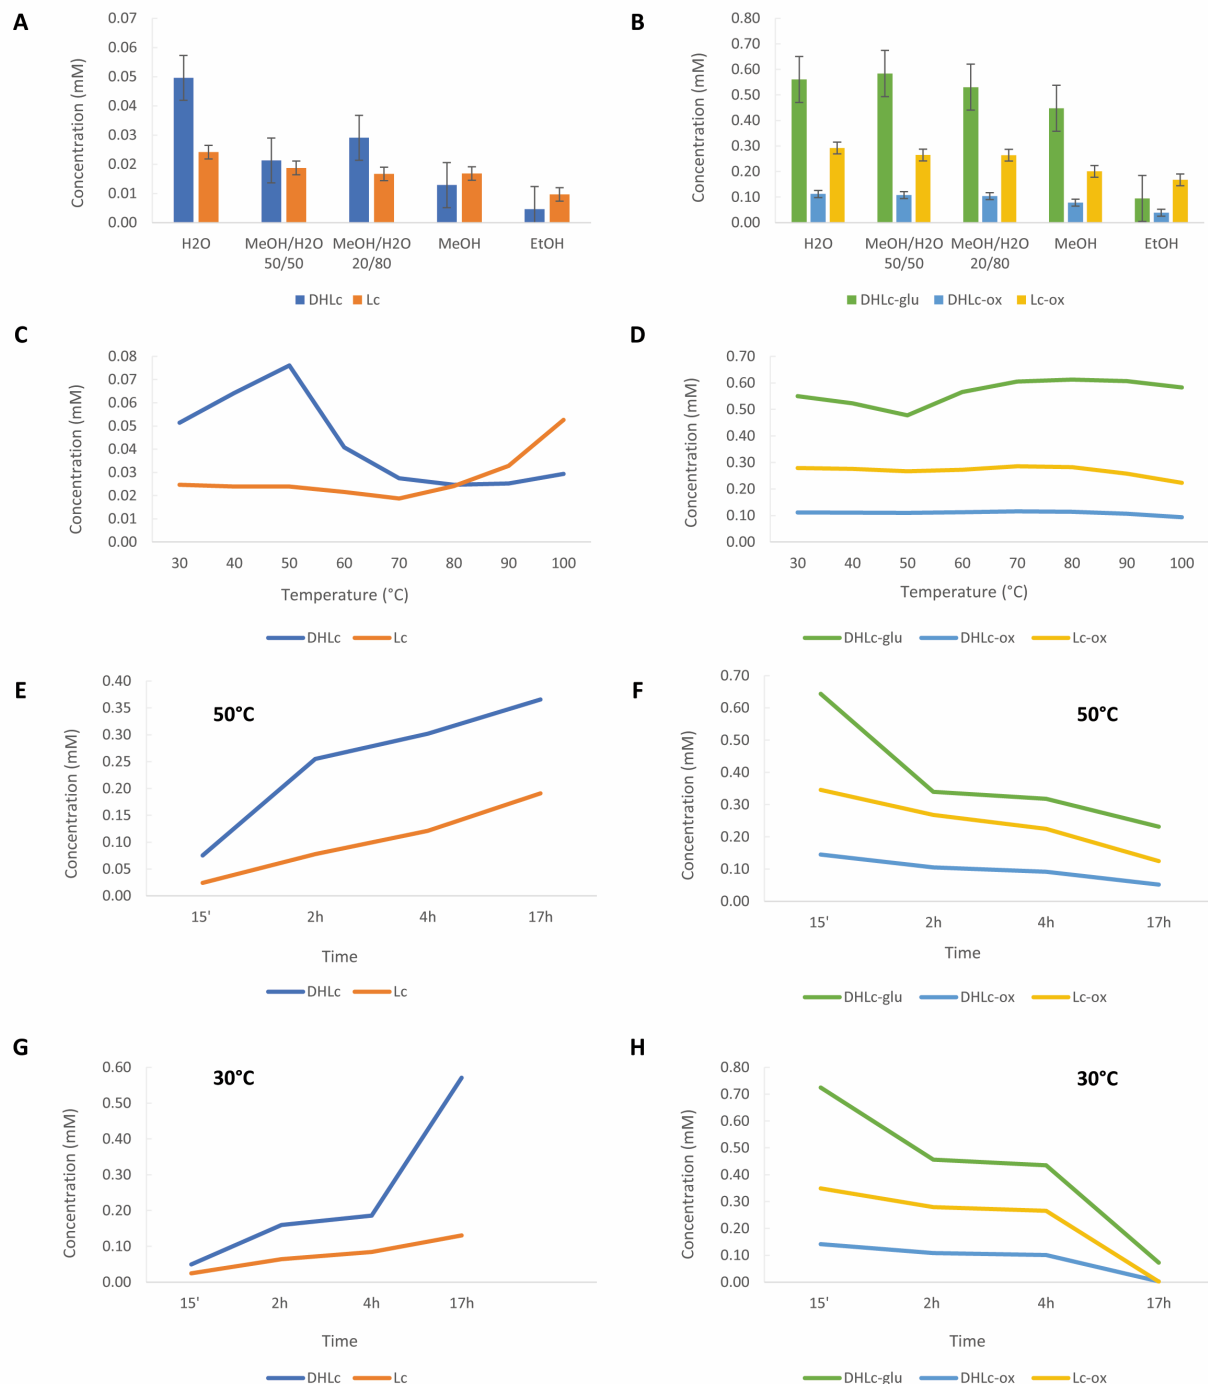 A
Concentration (mM)
0.07
0.06
0.05
0.04
0.03
0.02
0.01
0.00
H2O
MeOH/H2O 50/50
MeOH/H2O 20/80
MeOH
EtOH
DHLc
Lc
B
Concentration (mM)
0.80
0.70
0.60
0.50
0.40
0.30
0.20
0.10
0.00
H2O
MeOH/H2O 50/50
MeOH/H2O 20/80
MeOH
EtOH
DHLc-glu
DHLc-ox
Lc-ox
C
Concentration (mM)
0.08
0.07
0.06
0.05
0.04
0.03
0.02
0.01
0.00
30 40 50 60 70 80 90 100
Temperature (°C)
DHLc
Lc
D
Concentration (mM)
0.70
0.60
0.50
0.40
0.30
0.20
0.10
0.00
30 40 50 60 70 80 90 100
Temperature (°C)
DHLc-glu
DHLc-ox
Lc-ox
E
50°C
Concentration (mM)
0.40
0.35
0.30
0.25
0.20
0.15
0.10
0.05
0.00
15' 2h 4h 17h
Time
DHLc
Lc
F
50°C
Concentration (mM)
0.70
0.60
0.50
0.40
0.30
0.20
0.10
0.00
15' 2h 4h 17h
Time
DHLc-glu
DHLc-ox
Lc-ox
G
30°C
Concentration (mM)
0.60
0.50
0.40
0.30
0.20
0.10
0.00
15' 2h 4h 17h
Time
DHLc
Lc
H
30°C
Concentration (mM)
0.80
0.70
0.60
0.50
0.40
0.30
0.20
0.10
0.00
15' 2h 4h 17h
Time
DHLc-glu
DHLc-ox
Lc-ox